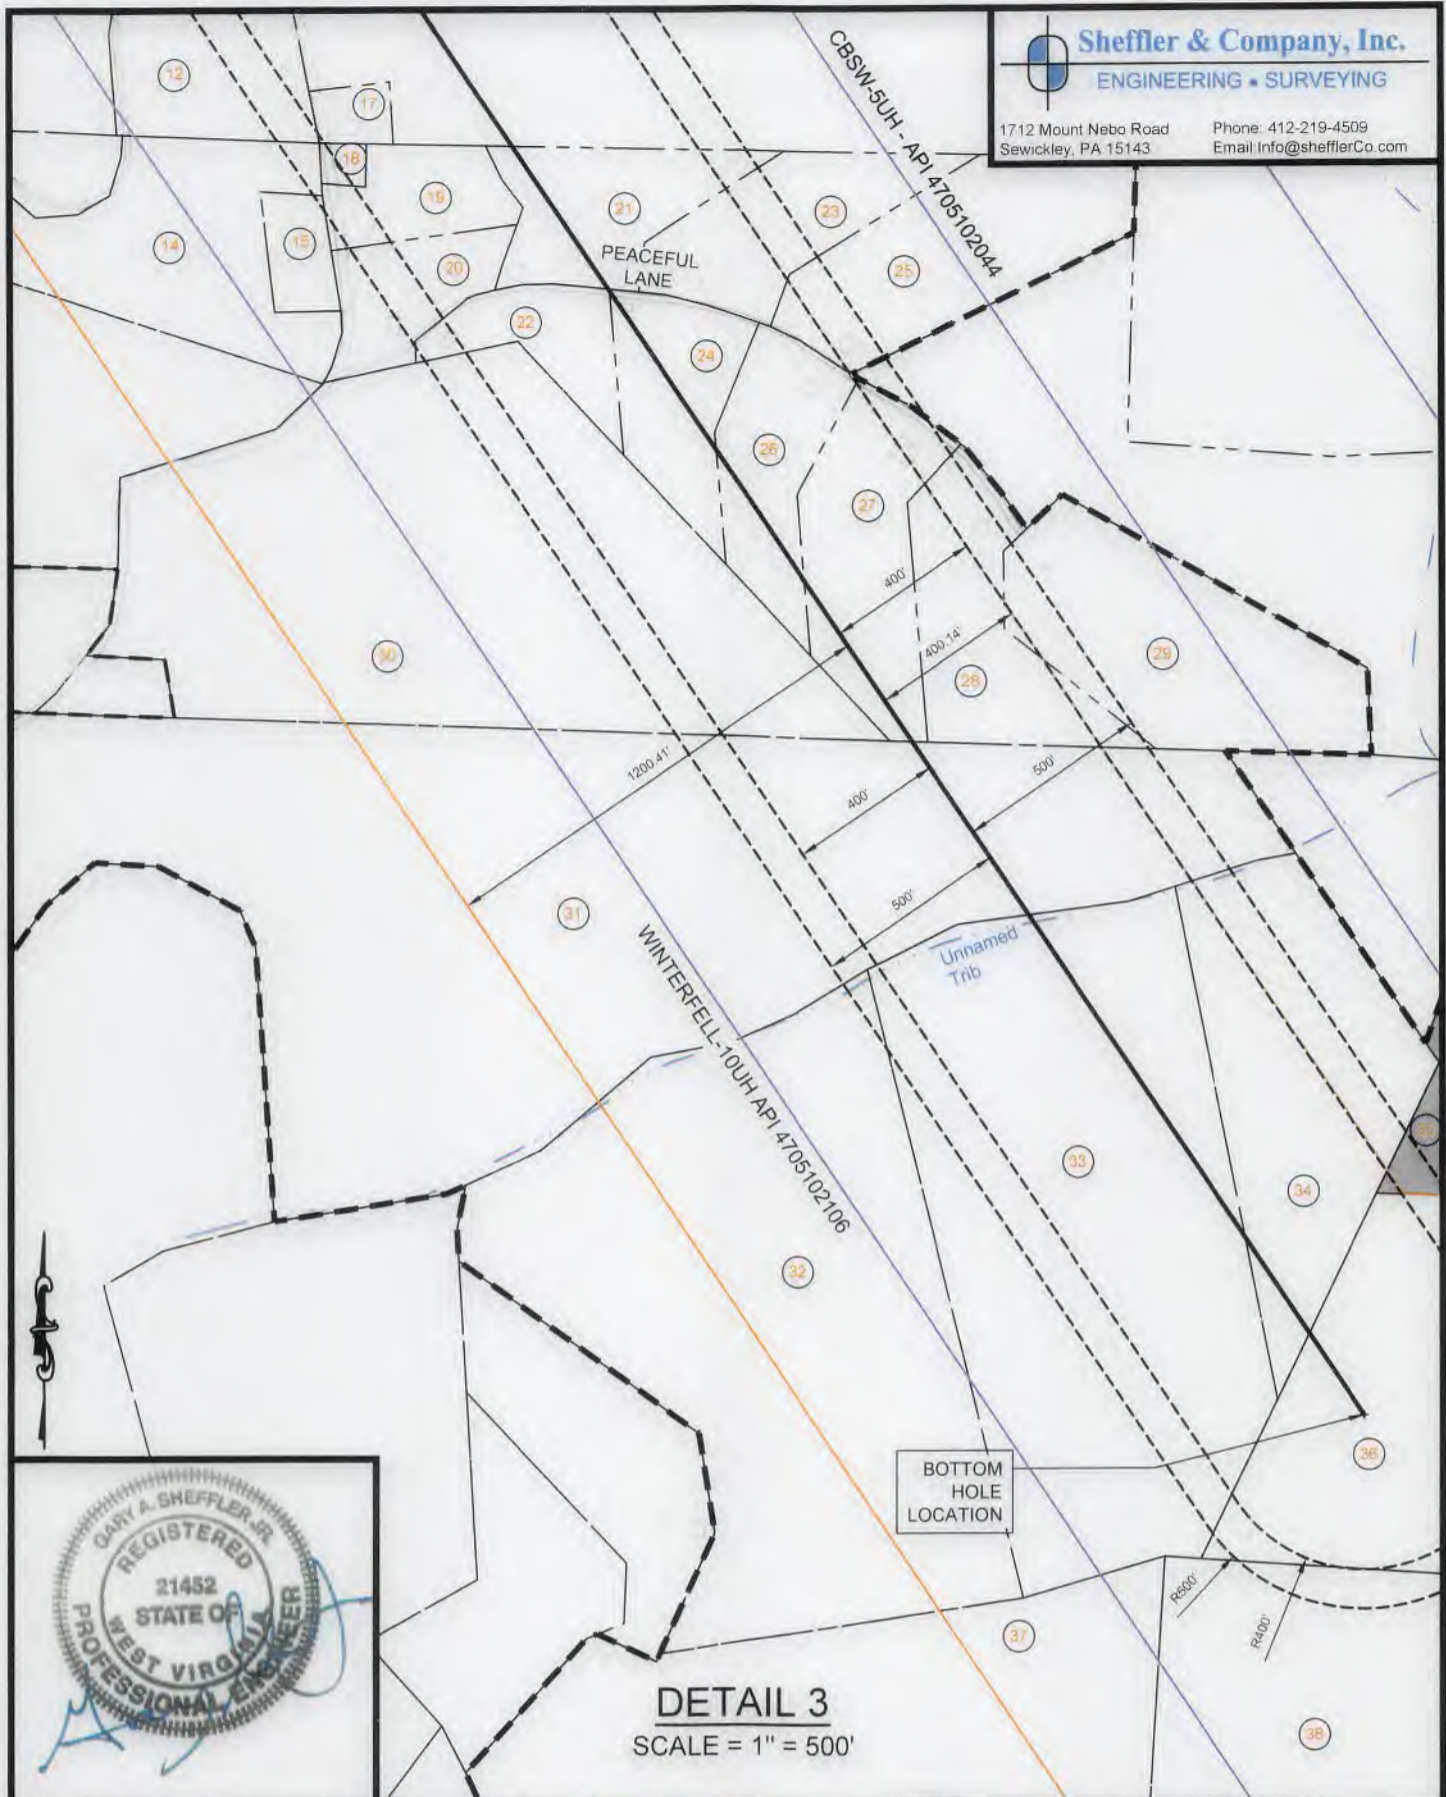 Sheffler & Company, Inc.
ENGINEERING • SURVEYING
1712 Mount Nebo Road
Sewickley, PA 15143
Phone: 412-219-4509
Email:Info@shefflerCo.com
CBSW-5UH - API 4705102044
12
17
18
19
21
23
14
15
20
25
PEACEFUL
LANE
22
24
26
27
400'
400.14'
30
28
29
1200.41'
500'
400'
500'
31
Unnamed
Trib
WINTERFELL-10UH API 4705102106
33
34
35
32
36
BOTTOM
HOLE
LOCATION
R500'
R400'
37
38
GARY A. SHEFFLER JR.
REGISTERED
21452
STATE OF
WEST VIRGINIA
PROFESSIONAL ENGINEER
DETAIL 3
SCALE = 1" = 500'